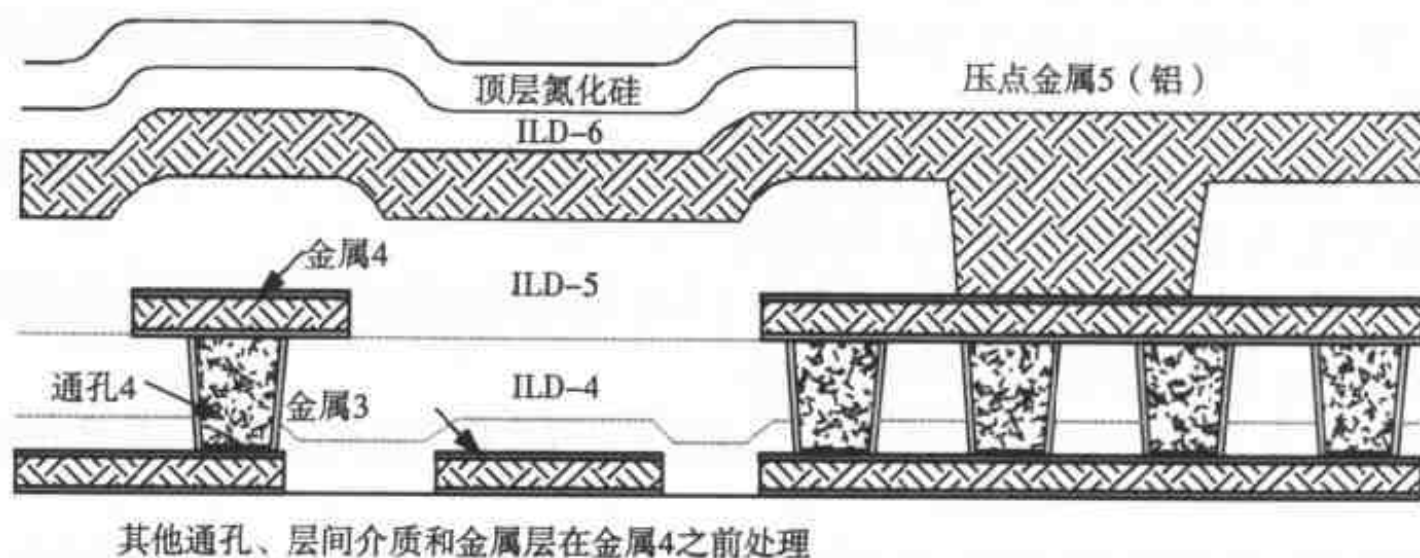 顶层氮化硅
压点金属5（铝）
ILD-6
金属4
ILD-5
通孔4
金属3
ILD-4
其他通孔、层间介质和金属层在金属4之前处理